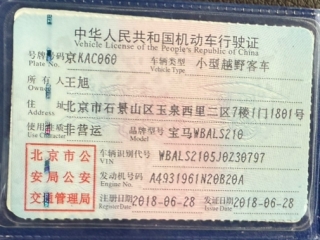 中华人民共和国机动车行驶证
Vehicle License of the People's Republic of China
号牌号码 京KAC060 车辆类型 小型越野客车
Plate No. Vehicle Type
所有人 王旭
Owner
住址 北京市石景山区玉泉西里二区7楼1门1801号
Address
使用性质 非营运 品牌型号 宝马WBALS210
Use Character Model
北京市公
安局公安
交通管理局
车辆识别代号 WBALS2105J0Z30797
VIN
发动机号码 A4931961N20B20A
Engine No.
注册日期 2018-06-28 发证日期 2018-06-28
Register Date Issue Date